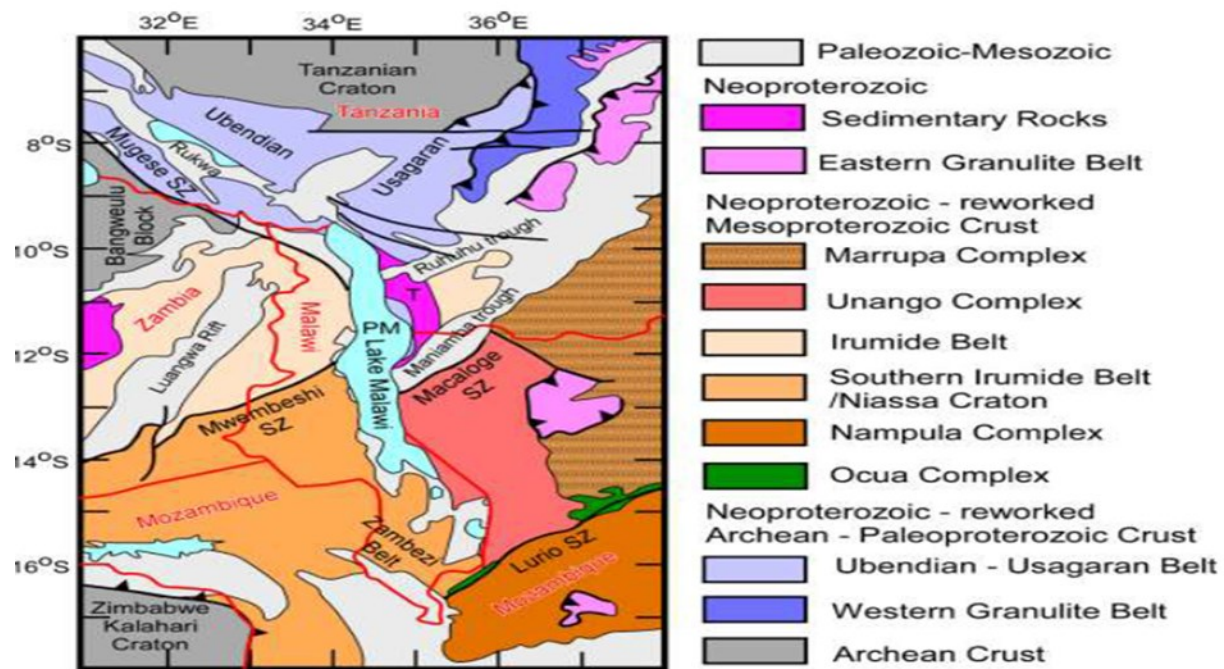 32°E
34°E
36°E
8°S
10°S
12°S
14°S
16°S
Tanzanian
Craton
Tanzania
Ubendian
Rukwa
Mugese SZ
Usagaran
Bangweulu
Block
Ruhuhu trough
T
Zambia
Malawi
PM
Lake Malawi
Maniamba trough
Luangwa Rift
Macaloge
SZ
Mwembeshi
SZ
Mozambique
Zambezi
Belt
Lurio SZ
Mozambique
Zimbabwe
Kalahari
Craton
Paleozoic-Mesozoic
Neoproterozoic
Sedimentary Rocks
Eastern Granulite Belt
Neoproterozoic - reworked
Mesoproterozoic Crust
Marrupa Complex
Unango Complex
Irumide Belt
Southern Irumide Belt
/Niassa Craton
Nampula Complex
Ocua Complex
Neoproterozoic - reworked
Archean - Paleoproterozoic Crust
Ubendian - Usagaran Belt
Western Granulite Belt
Archean Crust